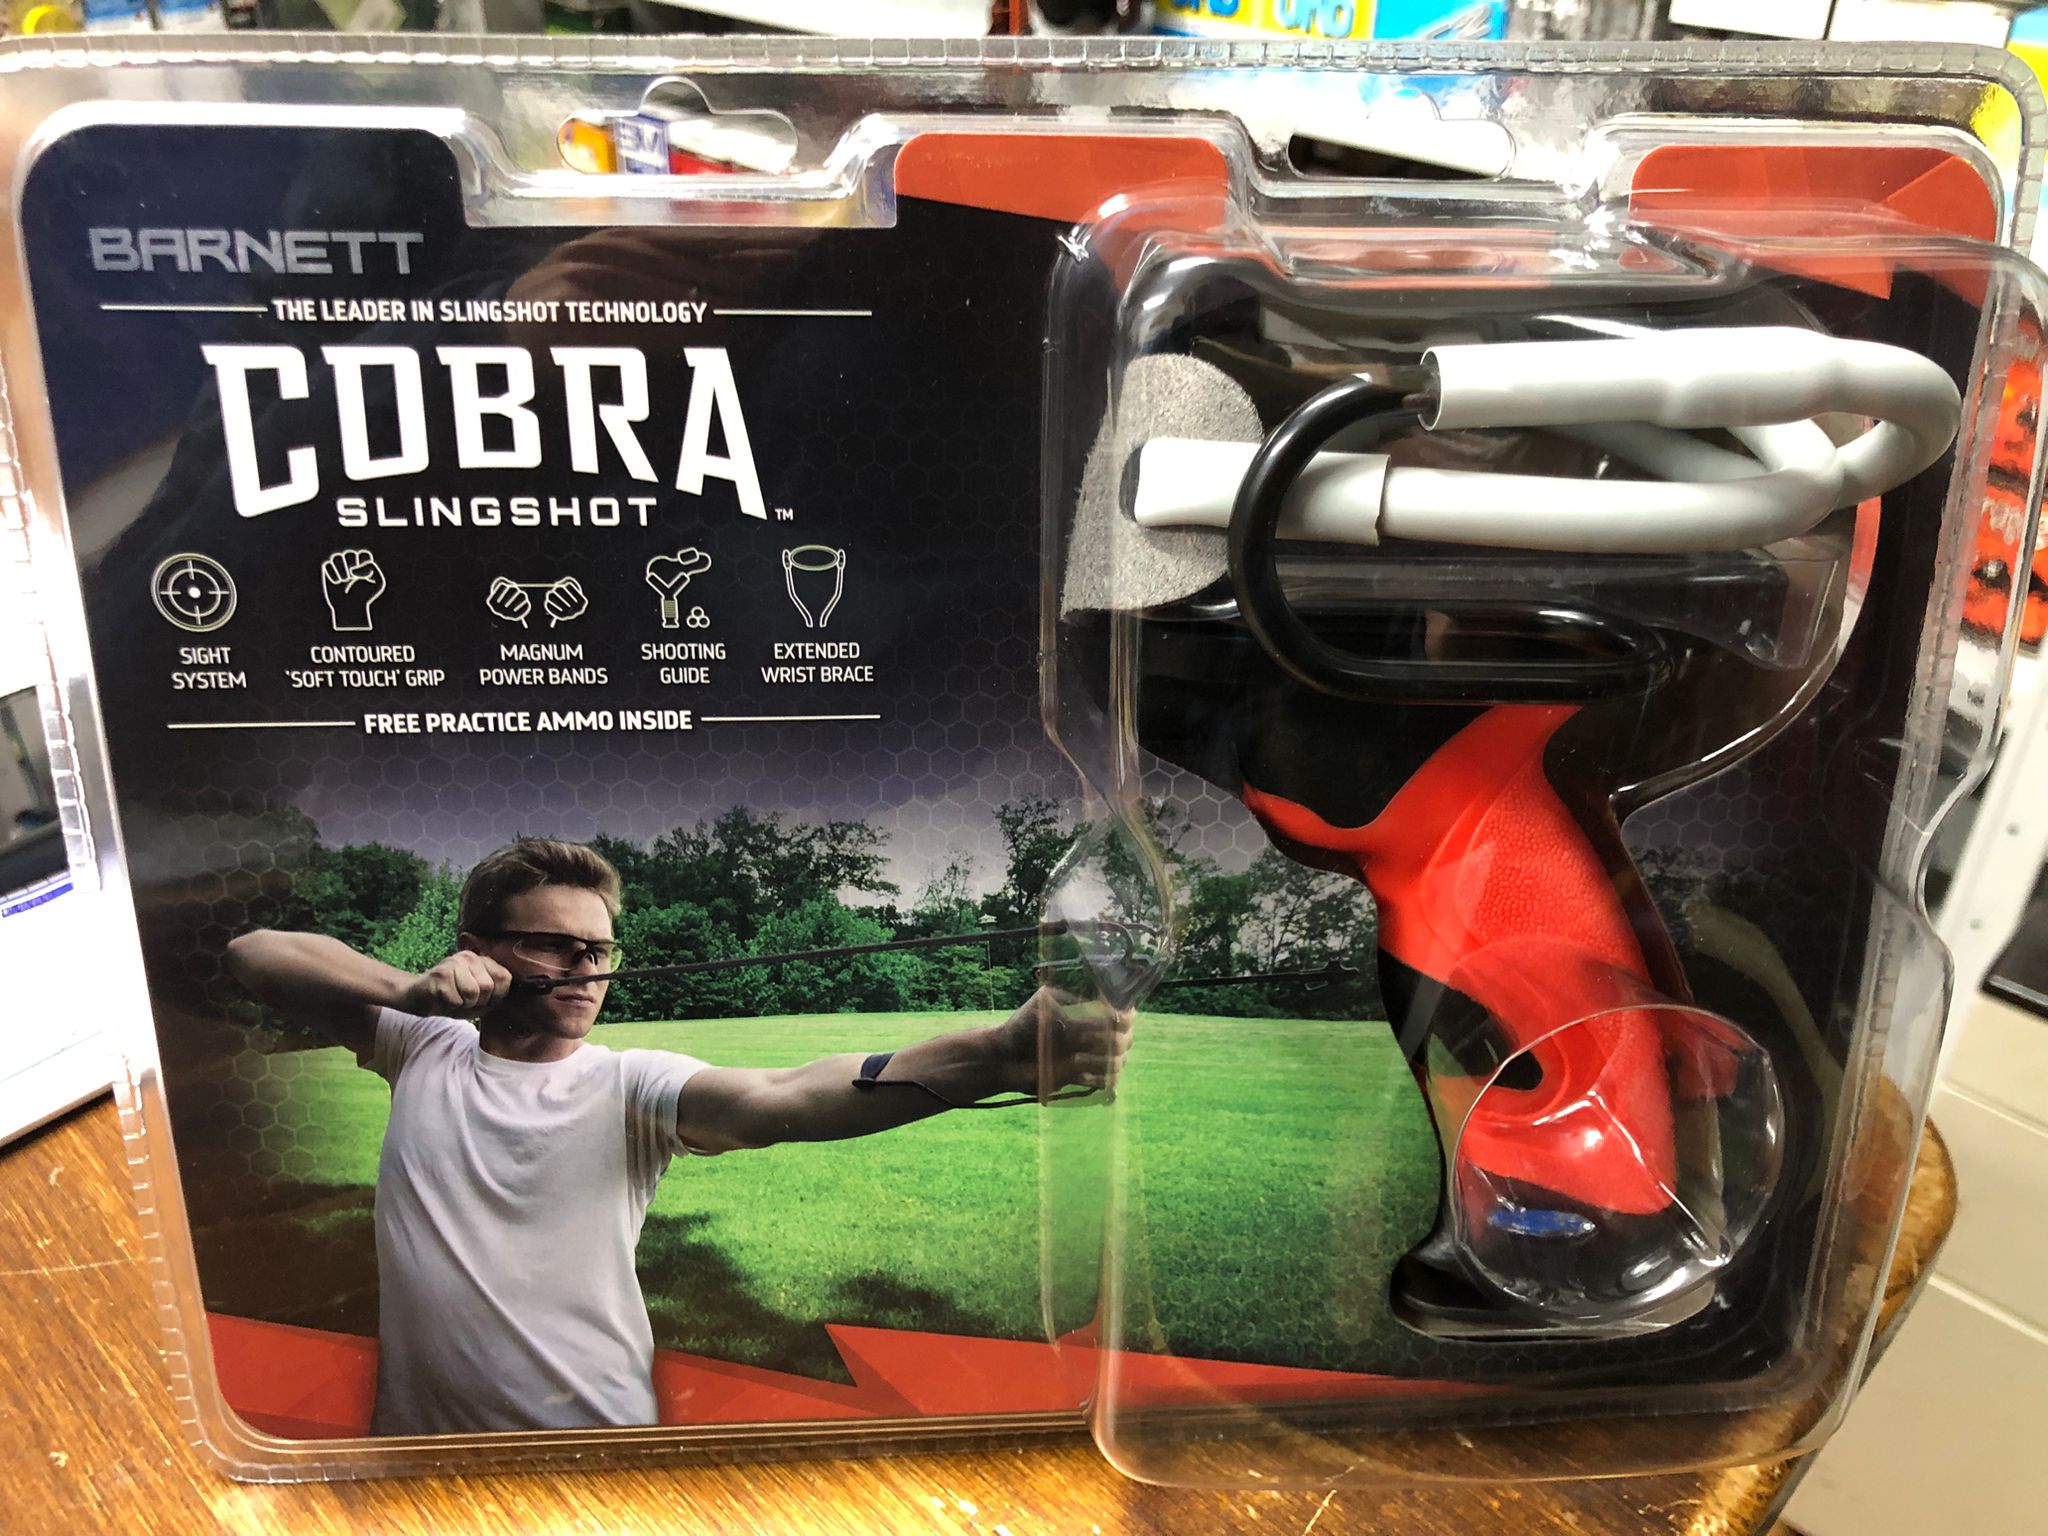 BARNETT
THE LEADER IN SLINGSHOT TECHNOLOGY
COBRA
SLINGSHOT ™
SIGHT
SYSTEM
CONTOURED
'SOFT TOUCH' GRIP
MAGNUM
POWER BANDS
SHOOTING
GUIDE
EXTENDED
WRIST BRACE
FREE PRACTICE AMMO INSIDE